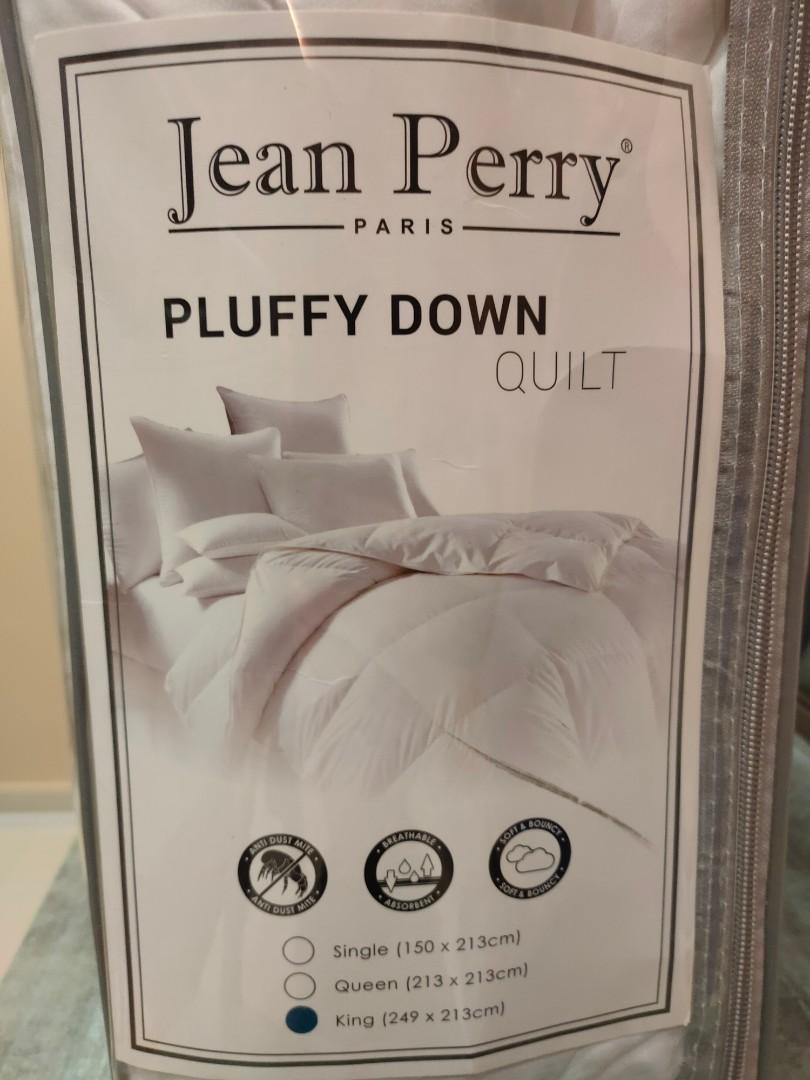 Jean Perry®
PARIS
PLUFFY DOWN
QUILT
ANTI DUST MITE
ANTI DUST MITE
BREATHABLE
ABSORBENT
SOFT & BOUNCY
SOFT & BOUNCY
Single (150 x 213cm)
Queen (213 x 213cm)
King (249 x 213cm)